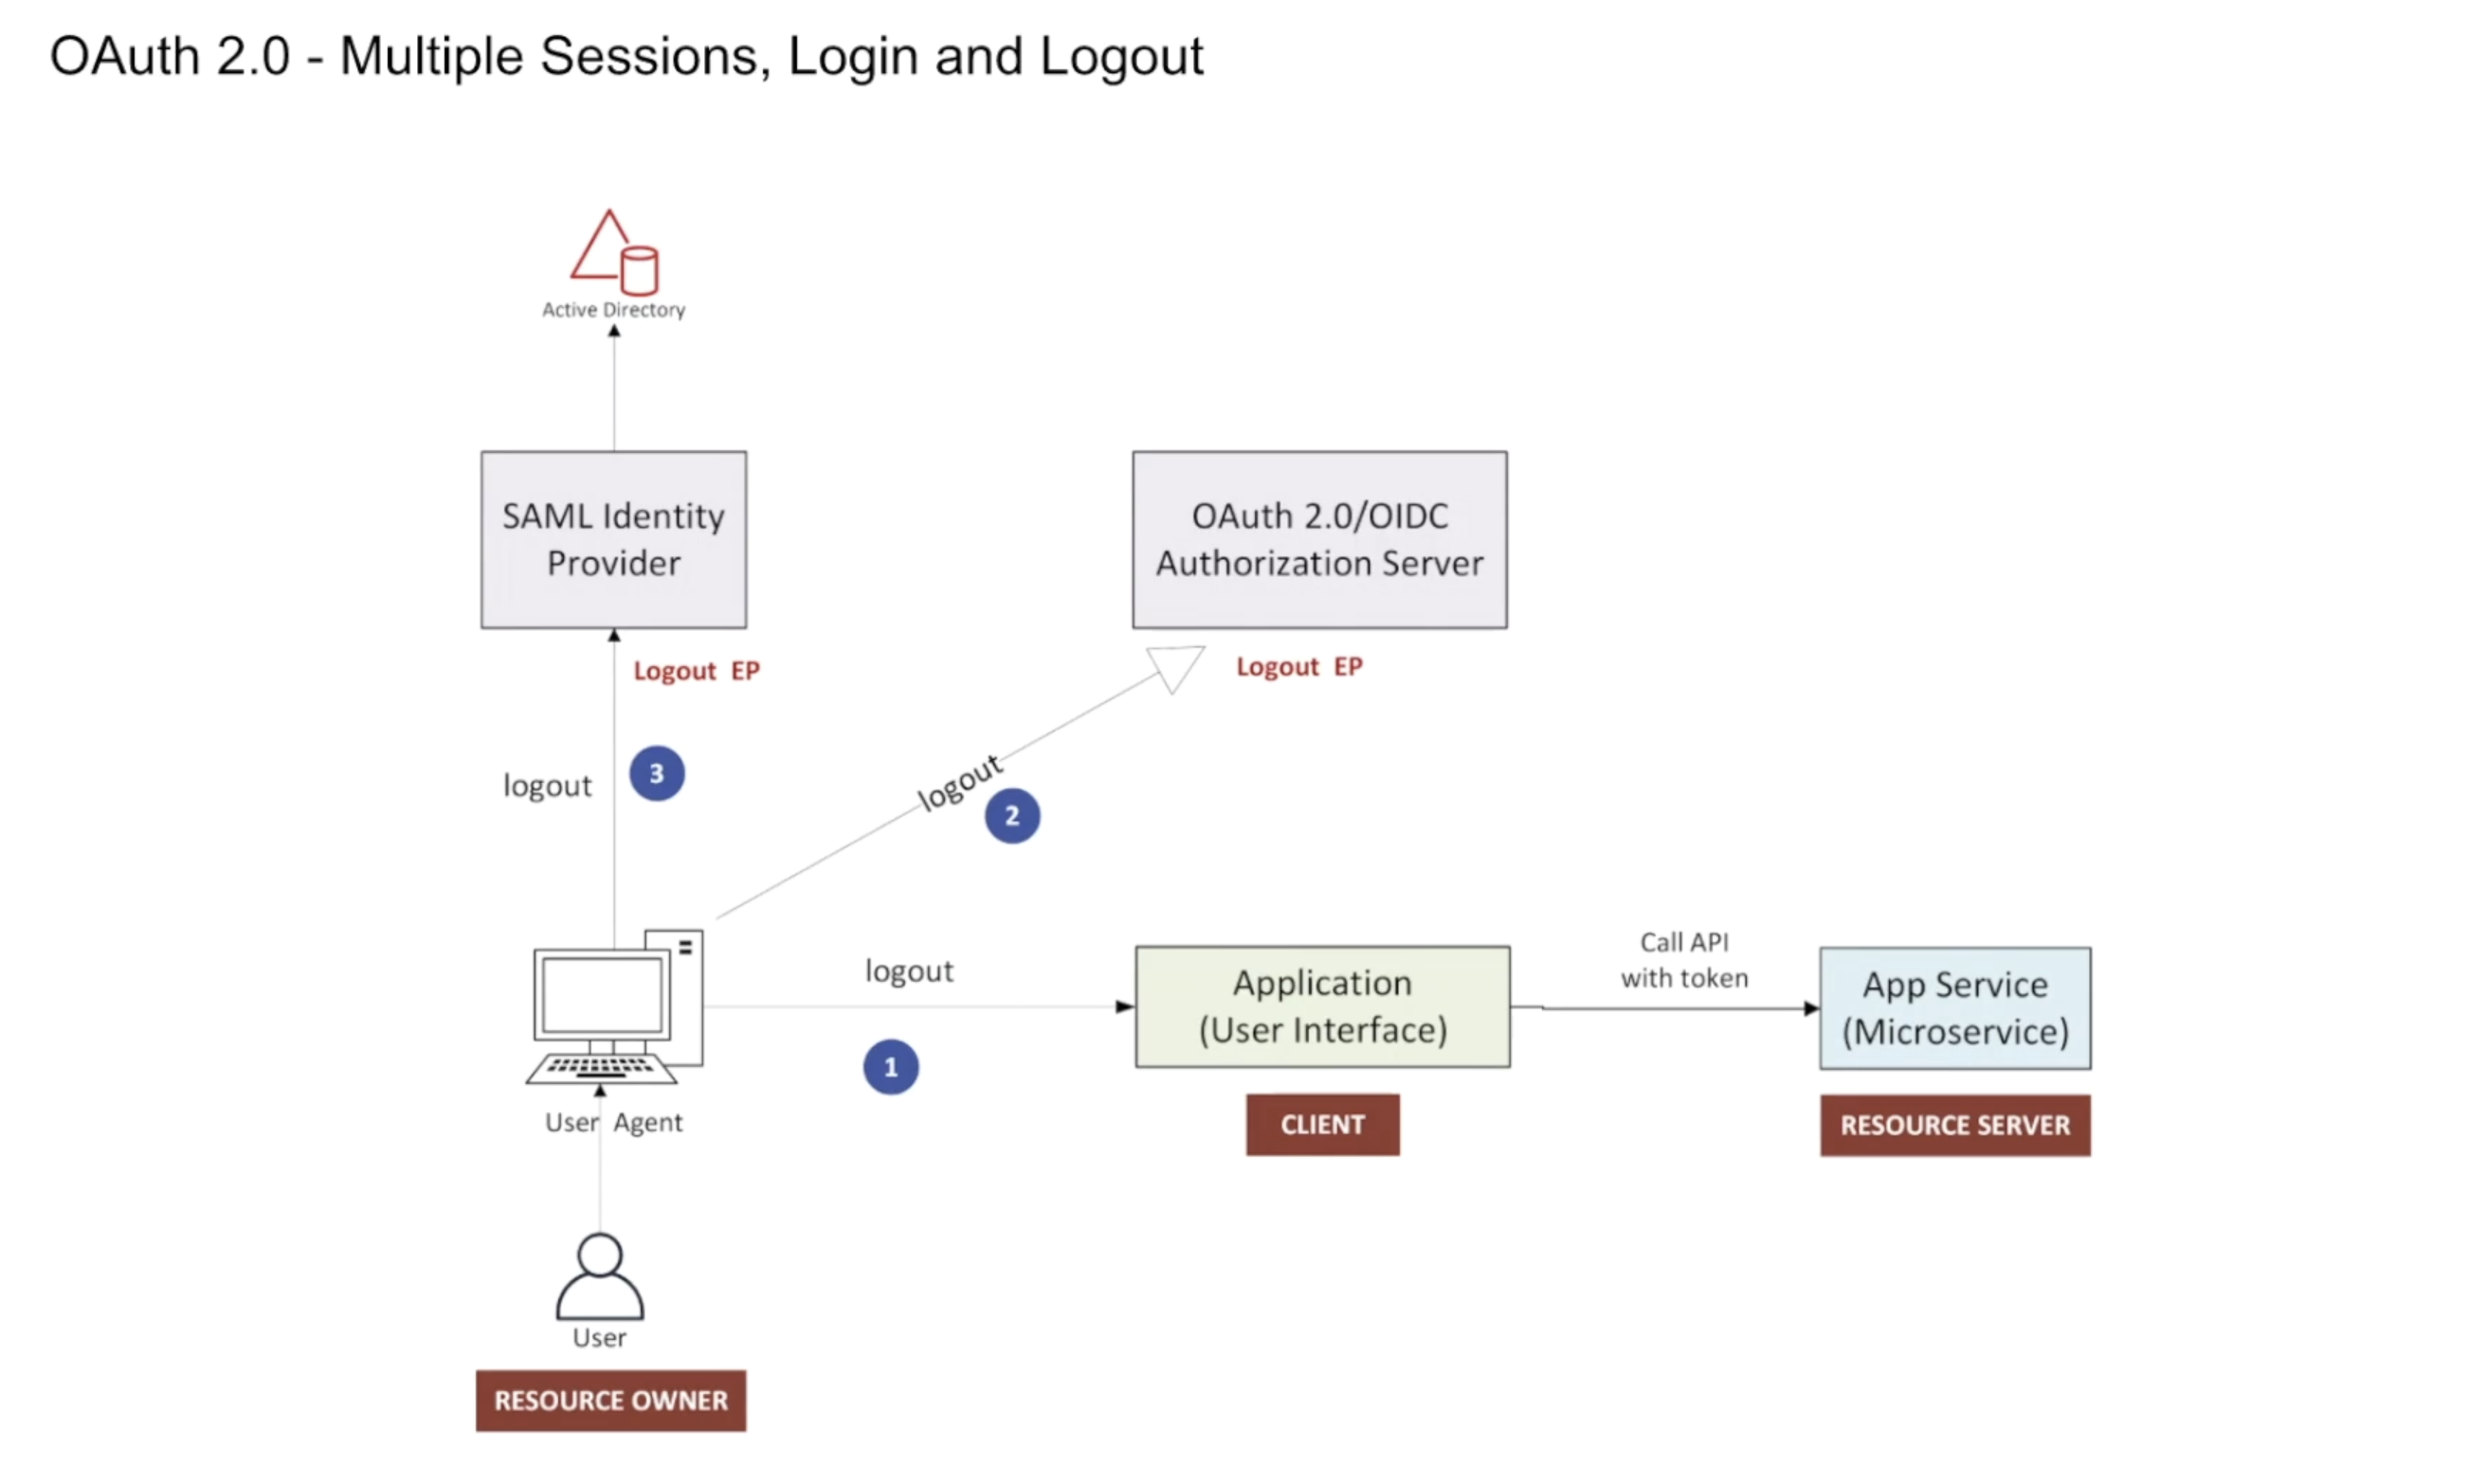 OAuth 2.0 - Multiple Sessions, Login and Logout
Active Directory
SAML Identity
Provider
OAuth 2.0/OIDC
Authorization Server
Logout EP
Logout EP
logout
3
logout
2
logout
1
Application
(User Interface)
Call API
with token
App Service
(Microservice)
CLIENT
RESOURCE SERVER
User Agent
User
RESOURCE OWNER